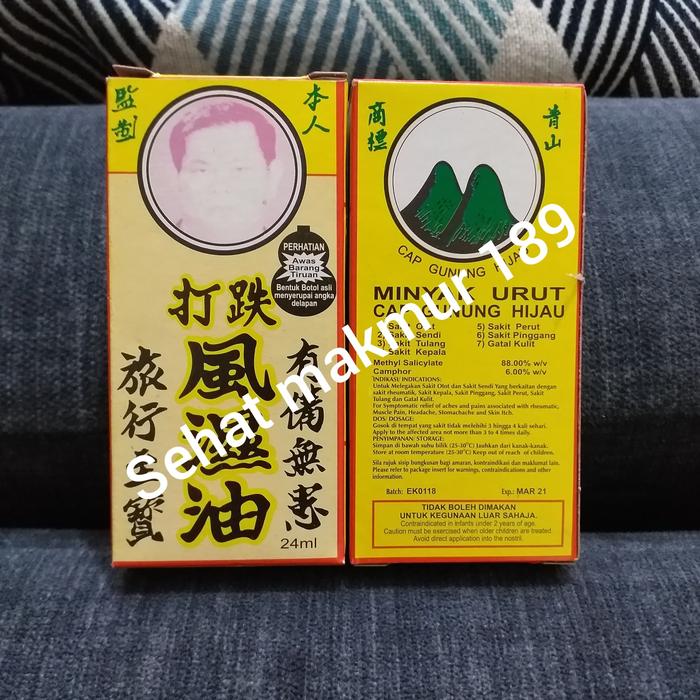 本人
監製
PERHATIAN
Awas
Barang
Tiruan
Bentuk Botol asli
menyerupai angka
delapan
打跌
風濕油
有備無患
旅行寶
24ml
青山
商標
CAP GUNUNG HIJAU
MINYAK URUT
CAP GUNUNG HIJAU
5) Sakit Perut
Sendi 6) Sakit Pinggang
3) Sakit Tulang 7) Gatal Kulit
Sakit Kepala
Methyl Salicylate 88.00% w/v
Camphor 6.00% w/v
INDIKASI/ INDICATIONS:
Untuk Melegakan Sakit Otot dan Sakit Sendi Yang berkaitan dengan
sakit rheumatik, Sakit Kepala, Sakit Pinggang, Sakit Perut, Sakit
Tulang dan Gatal Kulit.
For Symptomatic relief of aches and pains associated with rheumatic,
Muscle Pain, Headache, Stomachache and Skin Itch.
DOS/ DOSAGE:
Gosok di tempat yang sakit tidak melebihi 3 hingga 4 kali sehari.
Apply to the affected area not more than 3 to 4 times daily.
PENYIMPANAN/ STORAGE:
Simpan di bawah suhu bilik (25-30°C) Jauhkan dari kanak-kanak.
Store at room temperature (25-30°C) Keep out of reach of children.
Sila rujuk sisip bungkusan bagi amaran, kontraindikasi dan maklumat lain.
Please refer to package insert for warnings, contraindications and other
information.
Batch: EK0118 Exp.: MAR 21
TIDAK BOLEH DIMAKAN
UNTUK KEGUNAAN LUAR SAHAJA.
Contraindicated in infants under 2 years of age.
Caution must be exercised when older children are treated.
Avoid direct application into the nostril.
Sehat makmur 189